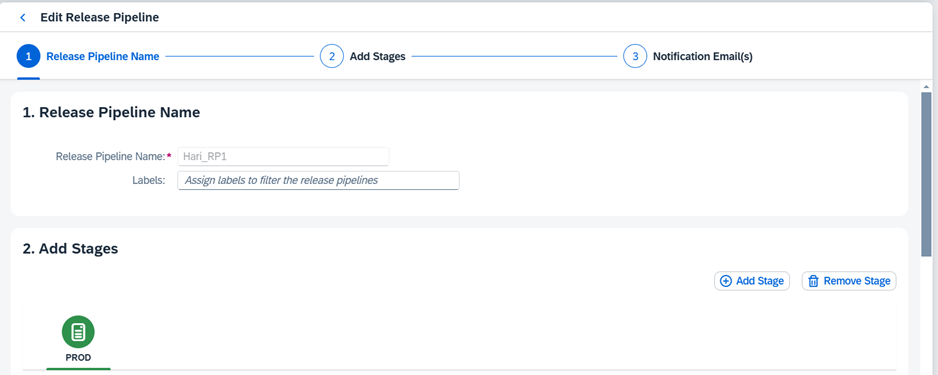 Edit Release Pipeline
1 Release Pipeline Name 2 Add Stages 3 Notification Email(s)
1. Release Pipeline Name
Release Pipeline Name:* Hari_RP1
Labels: Assign labels to filter the release pipelines
2. Add Stages
Add Stage Remove Stage
PROD